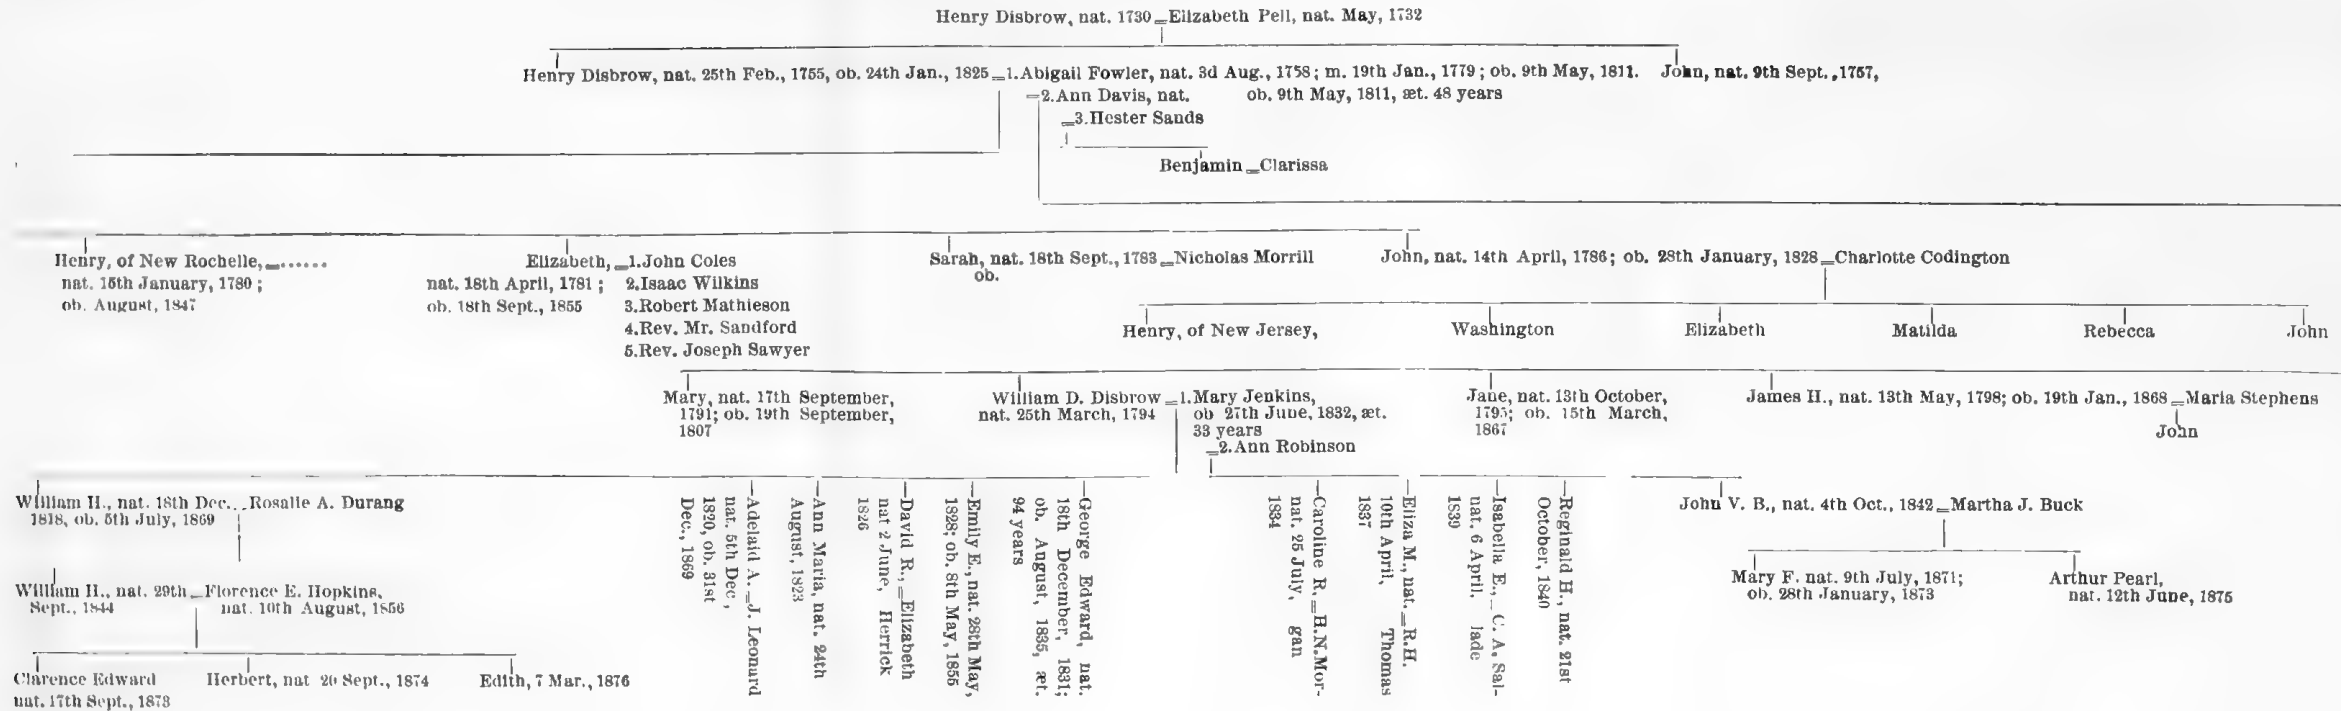 Henry Disbrow, nat. 1730 = Elizabeth Pell, nat. May, 1732
Henry Disbrow, nat. 25th Feb., 1755, ob. 24th Jan., 1825 = 1. Abigail Fowler, nat. 3d Aug., 1758; m. 19th Jan., 1779; ob. 9th May, 1811. John, nat. 9th Sept., 1757,
= 2. Ann Davis, nat. ob. 9th May, 1811, æt. 48 years
= 3. Hester Sands
Benjamin = Clarissa
Henry, of New Rochelle, = ......
nat. 15th January, 1780;
ob. August, 1847
Elizabeth, = 1. John Coles
nat. 18th April, 1781; 2. Isaac Wilkins
ob. 18th Sept., 1855 3. Robert Mathieson
4. Rev. Mr. Sandford
5. Rev. Joseph Sawyer
Sarah, nat. 18th Sept., 1783 = Nicholas Morrill
ob.
John, nat. 14th April, 1786; ob. 28th January, 1828 = Charlotte Codington
Henry, of New Jersey, Washington Elizabeth Matilda Rebecca John
Mary, nat. 17th September,
1791; ob. 19th September,
1807
William D. Disbrow = 1. Mary Jenkins,
nat. 25th March, 1794 ob 27th June, 1832, æt.
33 years
= 2. Ann Robinson
Jane, nat. 13th October,
1795; ob. 15th March,
1867
James H., nat. 13th May, 1798; ob. 19th Jan., 1868 = Maria Stephens
John
William H., nat. 18th Dec... Rosalie A. Durang
1818, ob. 5th July, 1869
Adelaid A. = J. Leonard
nat. 5th Dec,
1820, ob. 31st
Dec., 1869
Ann Maria, nat. 24th
August, 1823
David R., = Elizabeth
nat 2 June, Herrick
1826
Emily E., nat. 28th May,
1828; ob. 8th May, 1855
George Edward, nat.
18th December, 1831;
ob. August, 1835, æt.
94 years
Caroline R. = H.N. Mor-
nat. 25 July, gan
1834
Eliza M., nat. = R.H.
10th April, Thomas
1837
Isabella E., = C. A. Sal-
nat. 6 April, lade
1839
Reginald H., nat. 21st
October, 1840
John V. B., nat. 4th Oct., 1842 = Martha J. Buck
Mary F. nat. 9th July, 1871;
ob. 28th January, 1873
Arthur Pearl,
nat. 12th June, 1875
William H., nat. 29th = Florence E. Hopkins,
Sept., 1844 nat. 10th August, 1856
Clarence Edward
nat. 17th Sept., 1873
Herbert, nat 20 Sept., 1874
Edith, 7 Mar., 1876